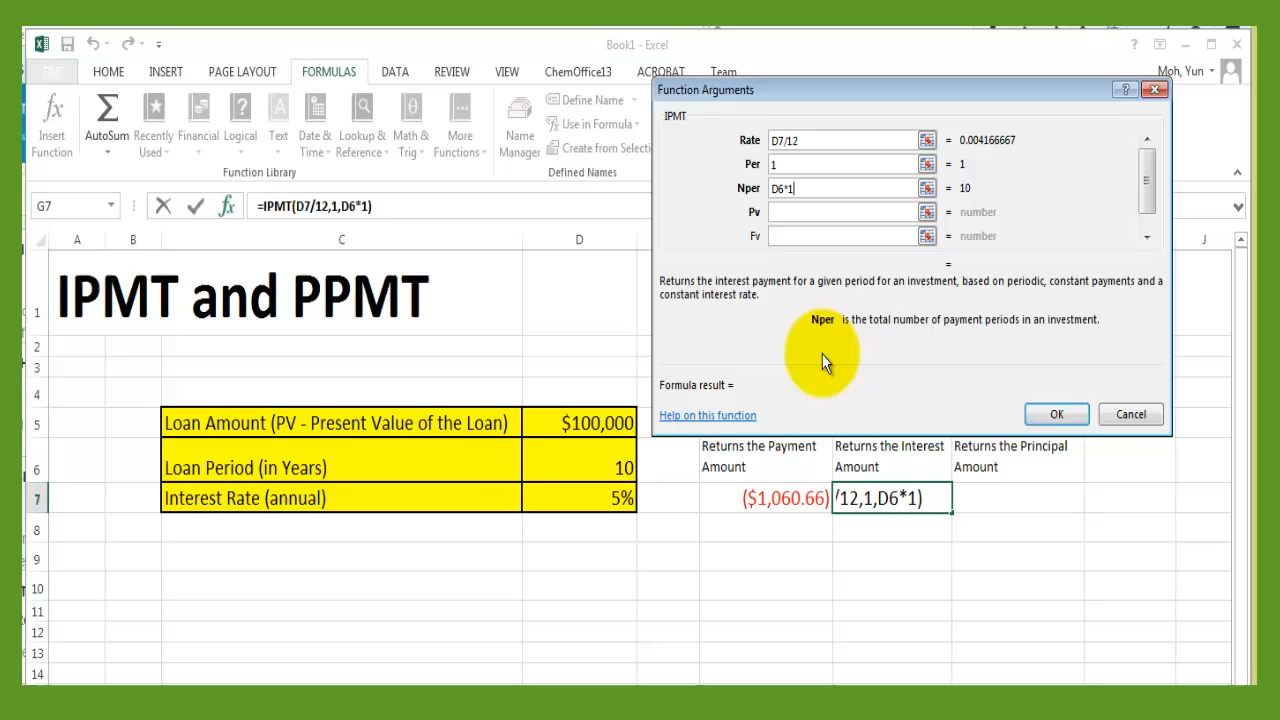 Book1 - Excel
?
HOME INSERT PAGE LAYOUT FORMULAS DATA REVIEW VIEW ChemOffice13 ACROBAT Team
Moh, Yun
Function Arguments
?
fx Σ ? A θ
Insert Function
AutoSum
Recently Used
Financial
Logical
Text
Date & Time
Lookup & Reference
Math & Trig
More Functions
Name Manager
Define Name
Use in Formula
Create from Selecti
Function Library
Defined Names
IPMT
Rate D7/12 = 0.004166667
Per 1 = 1
Nper D6*1 = 10
Pv = number
Fv = number
=
Returns the interest payment for a given period for an investment, based on periodic, constant payments and a
constant interest rate.
Nper is the total number of payment periods in an investment.
Formula result =
Help on this function
OK
Cancel
G7
fx
=IPMT(D7/12,1,D6*1)
A B C D J
1
IPMT and PPMT
2
3
4
5 Loan Amount (PV - Present Value of the Loan) $100,000
Returns the Payment
Amount
Returns the Interest
Amount
Returns the Principal
Amount
6 Loan Period (in Years) 10
7 Interest Rate (annual) 5% ($1,060.66) /12,1,D6*1)
8
9
10
11
12
13
14